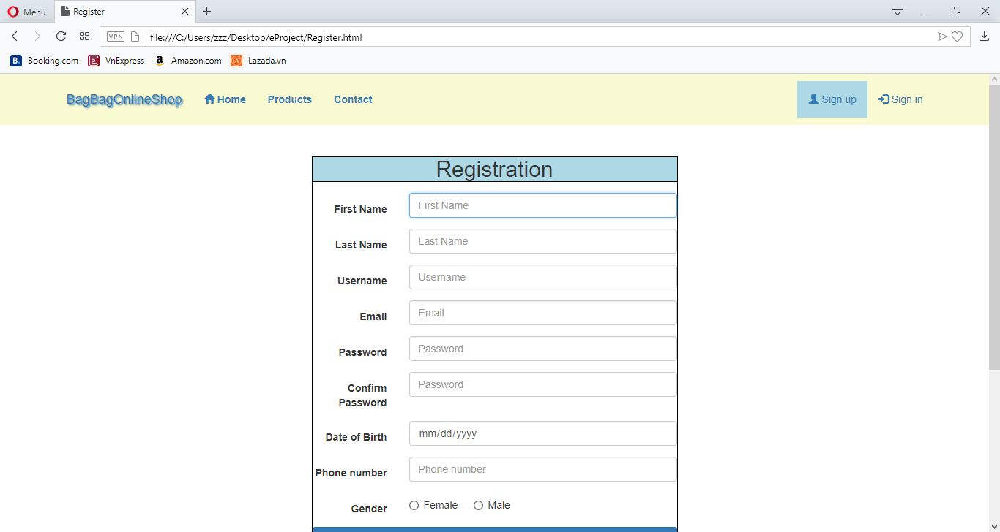 Menu Register
VPN file:///C:/Users/zzz/Desktop/eProject/Register.html
B. Booking.com E VnExpress a Amazon.com Lazada.vn
BagBagOnlineShop Home Products Contact Sign up Sign in
Registration
First Name First Name
Last Name Last Name
Username Username
Email Email
Password Password
Confirm Password
Password
Date of Birth mm/dd/yyyy
Phone number Phone number
Gender Female Male